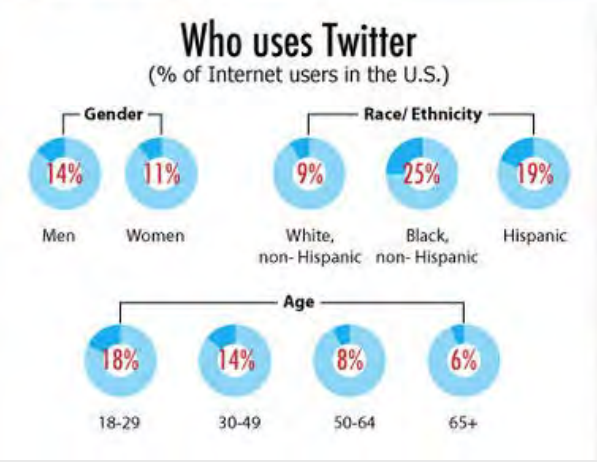 Who uses Twitter
(% of Internet users in the U.S.)
Gender
14%
Men
11%
Women
Race/ Ethnicity
9%
White,
non- Hispanic
25%
Black,
non- Hispanic
19%
Hispanic
Age
18%
18-29
14%
30-49
8%
50-64
6%
65+